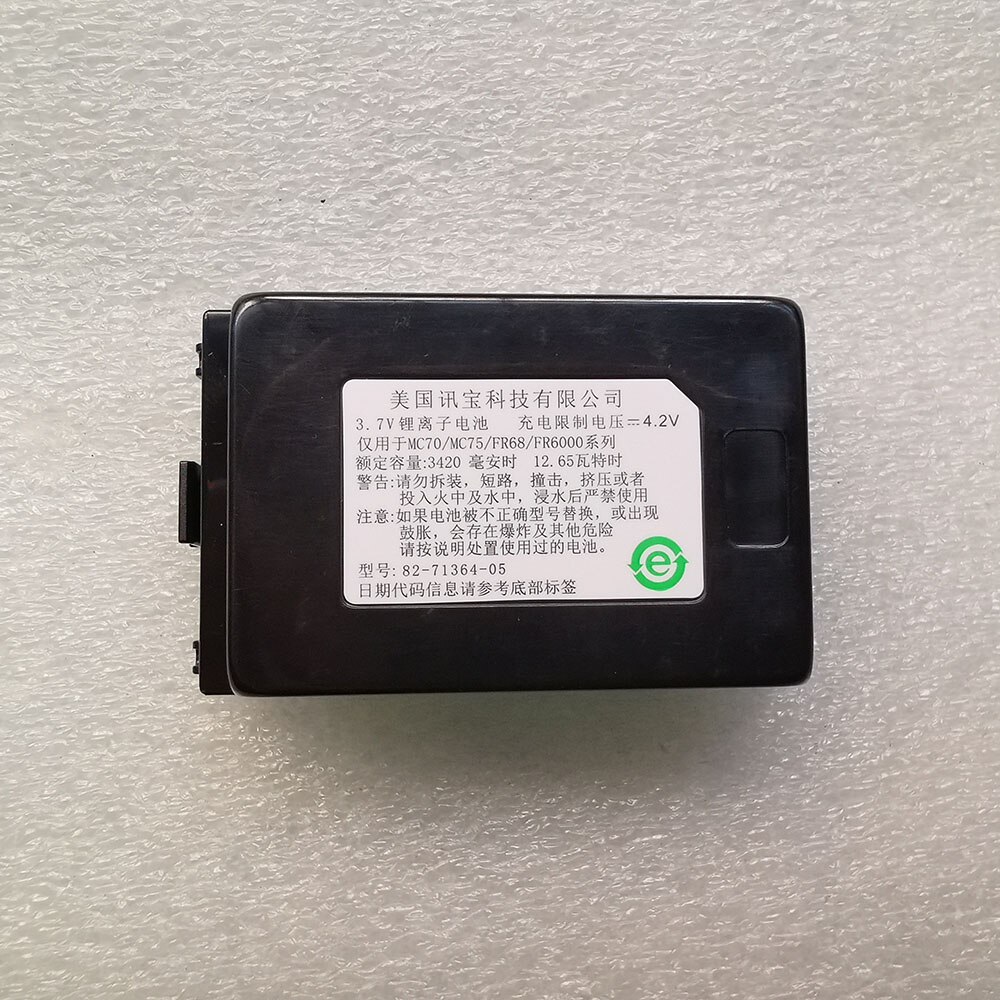 美国讯宝科技有限公司
3.7V锂离子电池 充电限制电压⎓4.2V
仅用于MC70/MC75/FR68/FR6000系列
额定容量:3420 毫安时 12.65瓦特时
警告:请勿拆装，短路，撞击，挤压或者
投入火中及水中，浸水后严禁使用
注意:如果电池被不正确型号替换，或出现
鼓胀，会存在爆炸及其他危险
请按说明处置使用过的电池。
型号: 82-71364-05
日期代码信息请参考底部标签
e